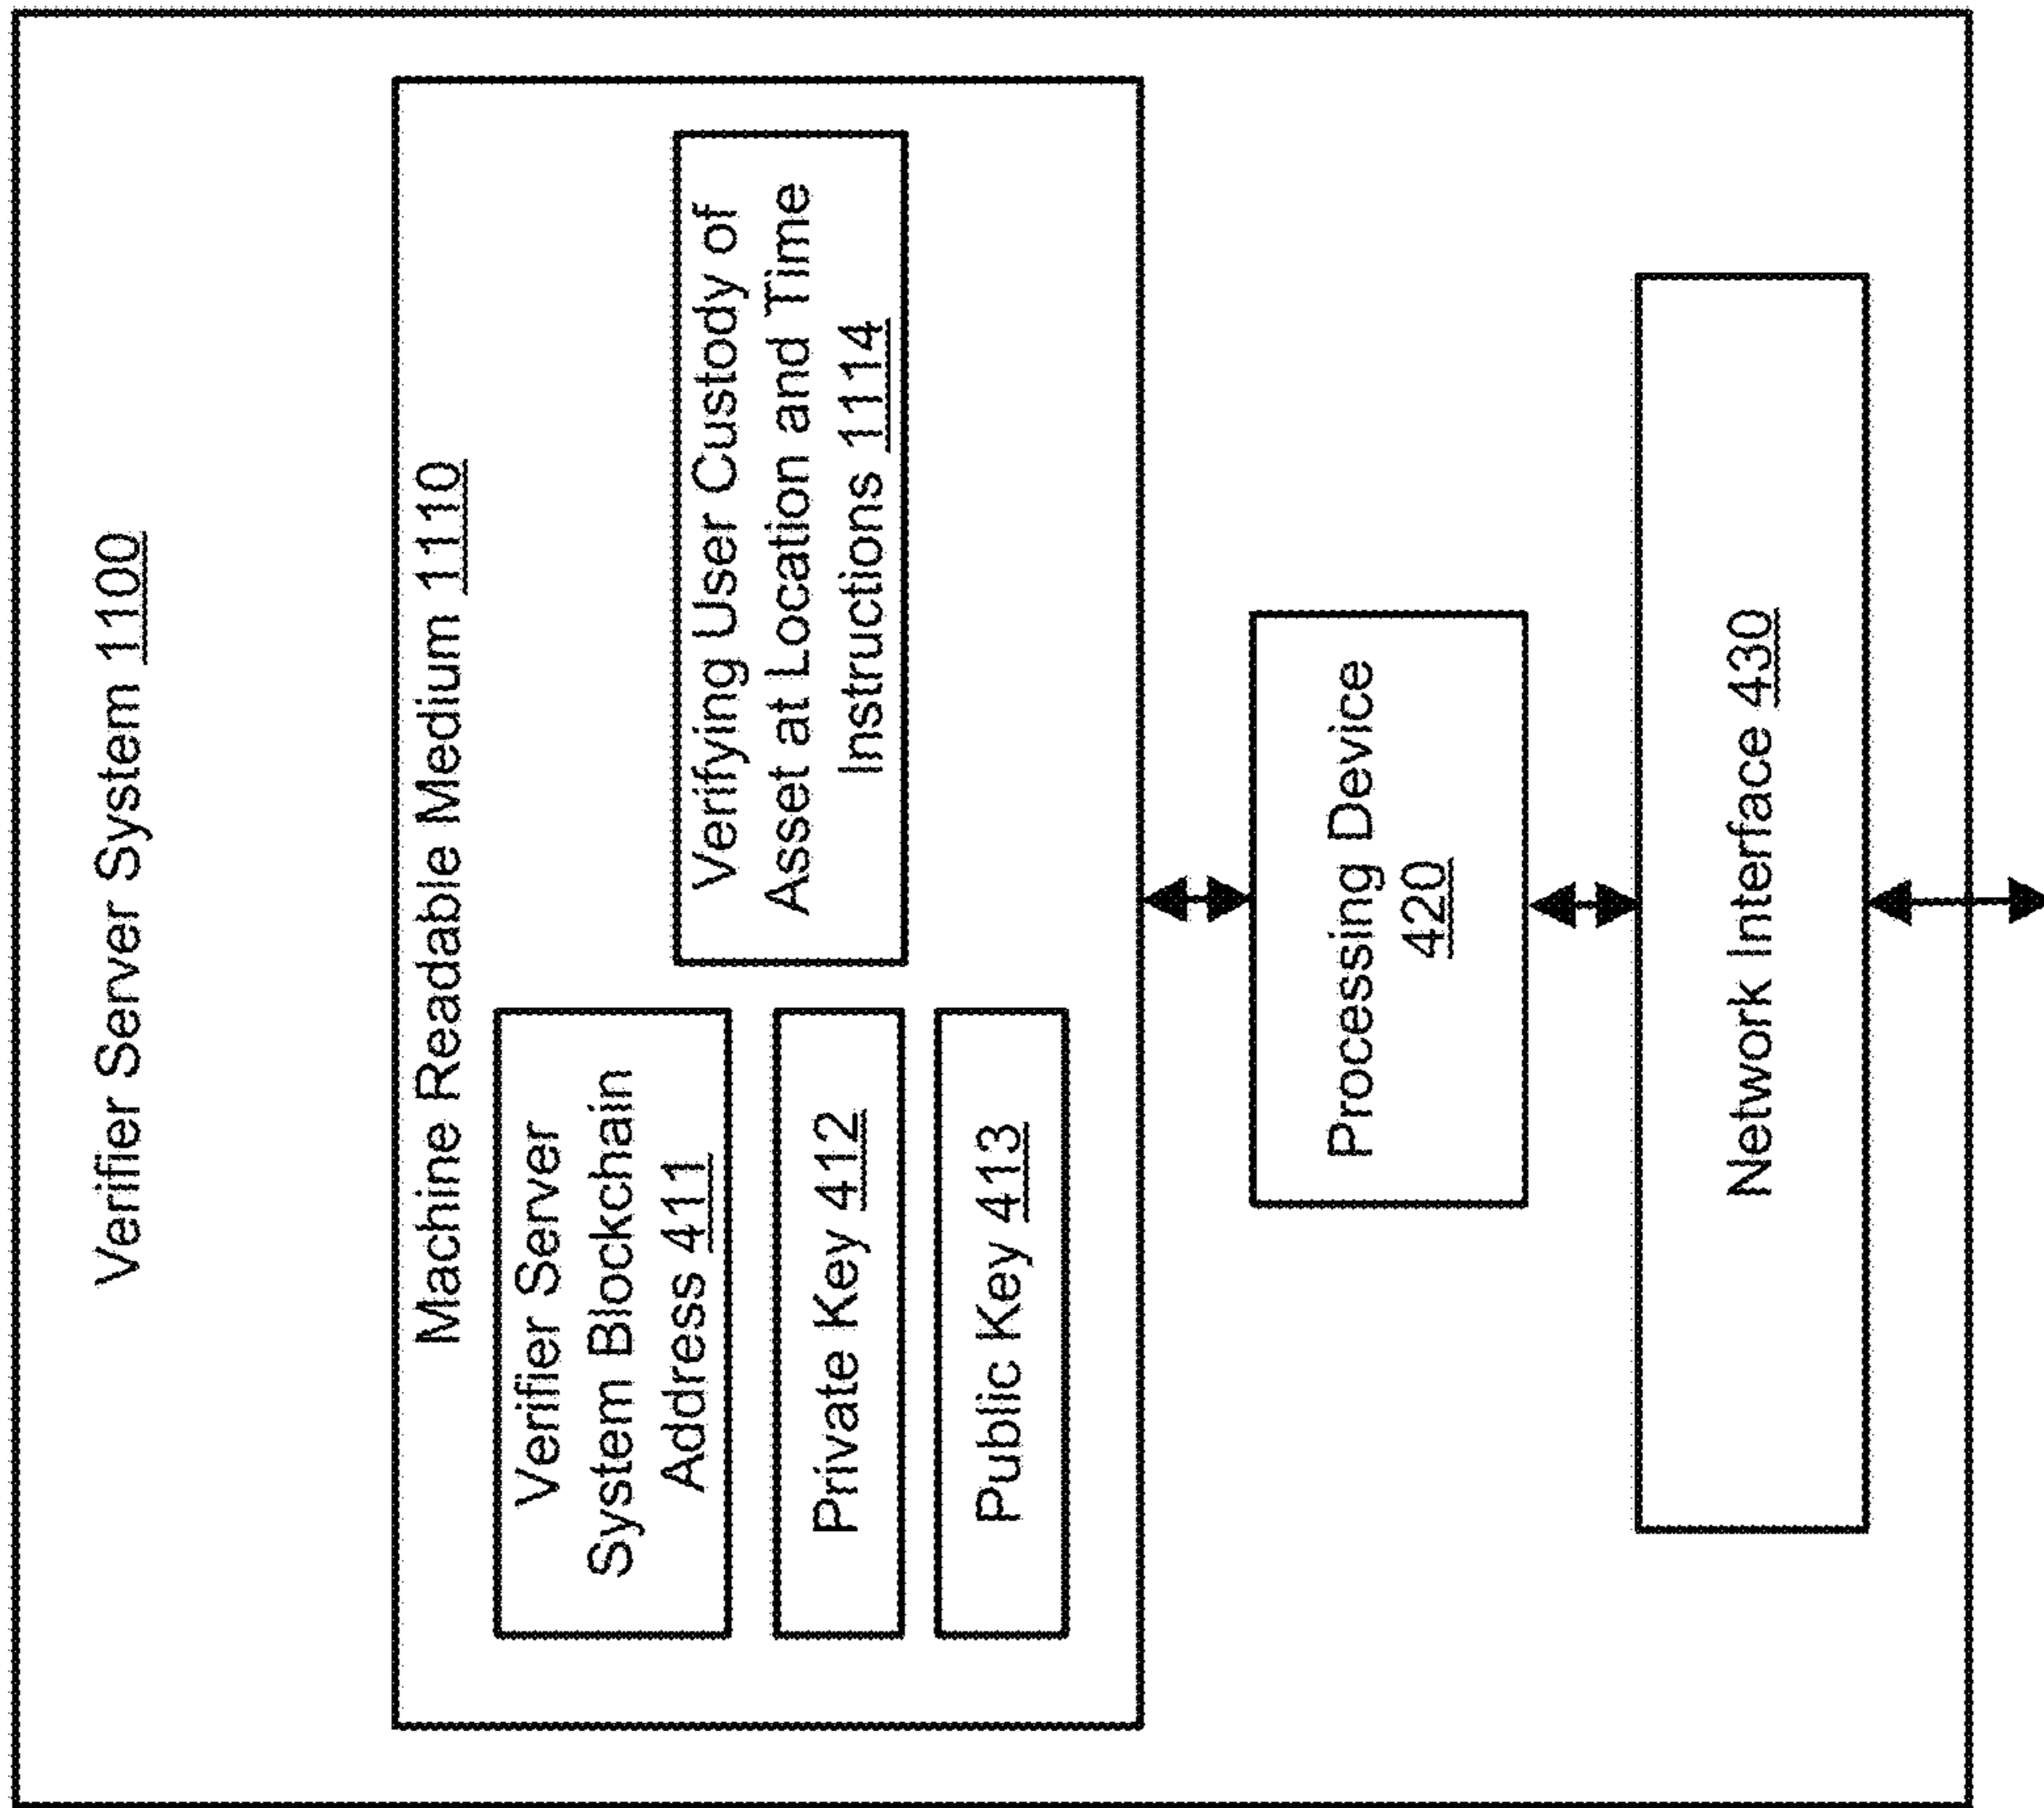 Verifier Server System 1100
Machine Readable Medium 1110
Verifier Server
System Blockchain
Address 411
Private Key 412
Public Key 413
Verifying User Custody of
Asset at Location and Time
Instructions 1114
Processing Device
420
Network Interface 430